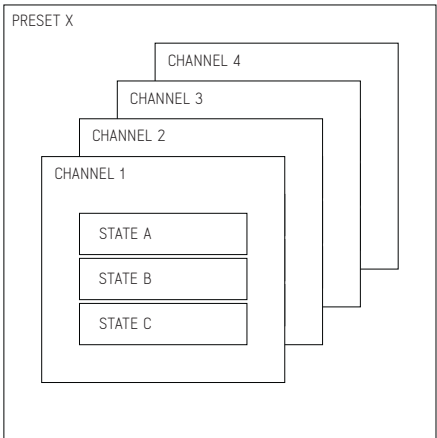 PRESET X
CHANNEL 4
CHANNEL 3
CHANNEL 2
CHANNEL 1
STATE A
STATE B
STATE C